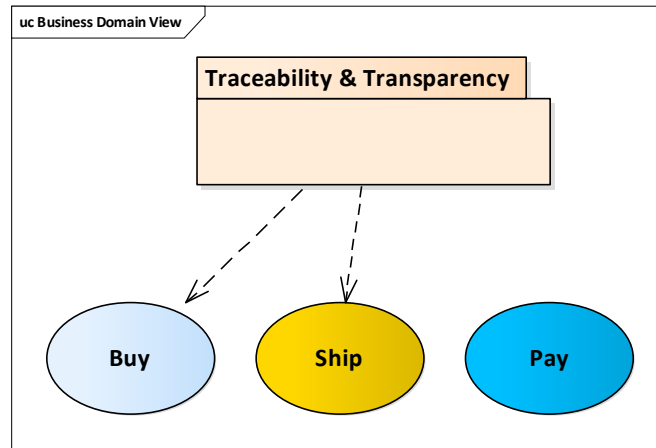 uc Business Domain View
Traceability & Transparency
Buy
Ship
Pay